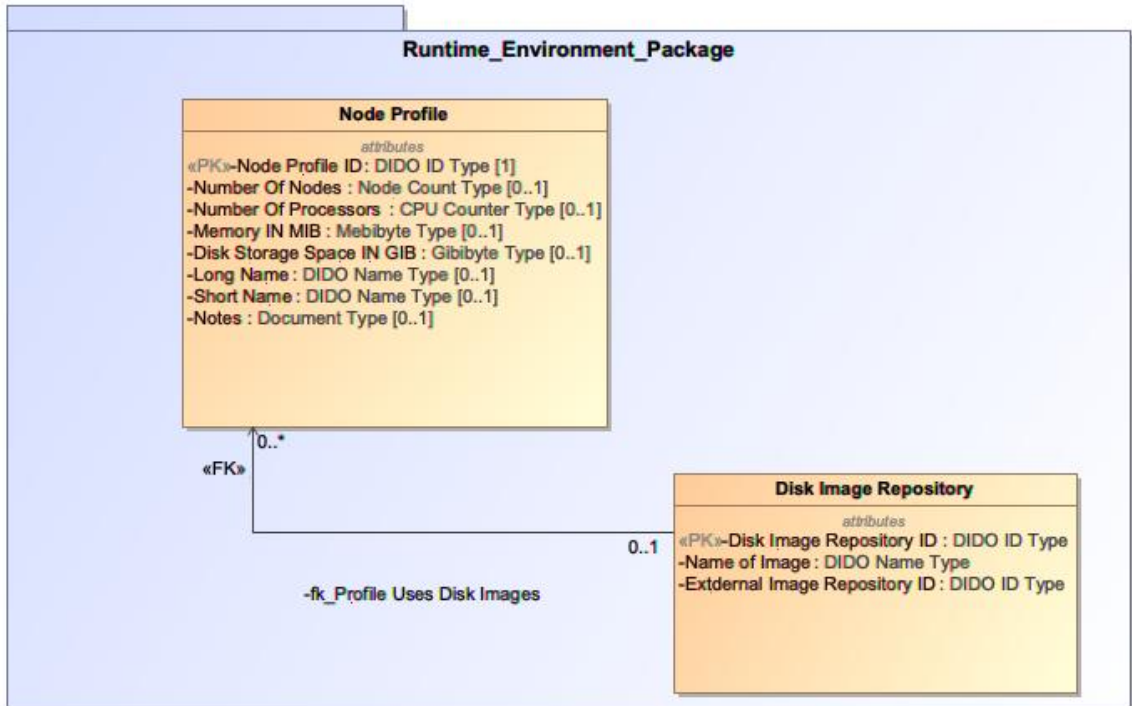 Runtime_Environment_Package
Node Profile
attributes
«PK»-Node Profile ID : DIDO ID Type [1]
-Number Of Nodes : Node Count Type [0..1]
-Number Of Processors : CPU Counter Type [0..1]
-Memory IN MIB : Mebibyte Type [0..1]
-Disk Storage Space IN GIB : Gibibyte Type [0..1]
-Long Name : DIDO Name Type [0..1]
-Short Name : DIDO Name Type [0..1]
-Notes : Document Type [0..1]
0..*
«FK»
Disk Image Repository
attributes
«PK»-Disk Image Repository ID : DIDO ID Type
-Name of Image : DIDO Name Type
-Extdernal Image Repository ID : DIDO ID Type
0..1
-fk_Profile Uses Disk Images